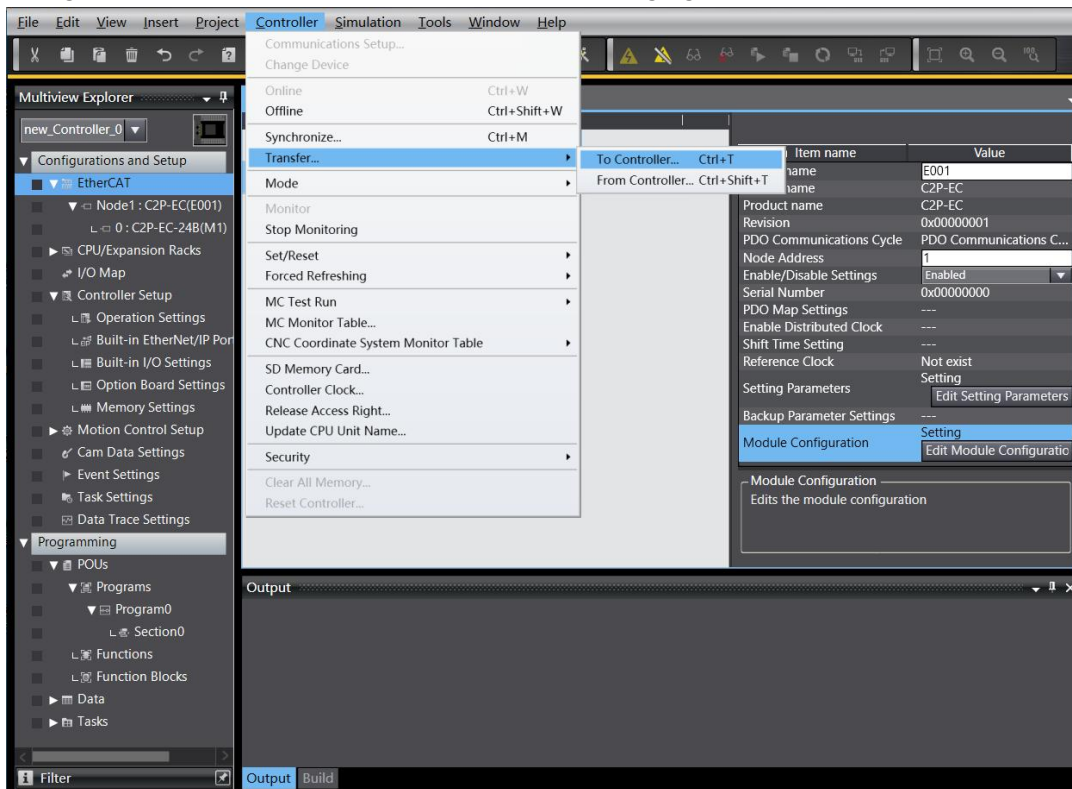 File Edit View Insert Project Controller Simulation Tools Window Help
Multiview Explorer
new_Controller_0
Configurations and Setup
EtherCAT
Node1 : C2P-EC(E001)
0 : C2P-EC-24B(M1)
CPU/Expansion Racks
I/O Map
Controller Setup
Operation Settings
Built-in EtherNet/IP Por
Built-in I/O Settings
Option Board Settings
Memory Settings
Motion Control Setup
Cam Data Settings
Event Settings
Task Settings
Data Trace Settings
Programming
POUs
Programs
Program0
Section0
Functions
Function Blocks
Data
Tasks
Filter
Communications Setup...
Change Device
Online Ctrl+W
Offline Ctrl+Shift+W
Synchronize... Ctrl+M
Transfer...
Mode
Monitor
Stop Monitoring
Set/Reset
Forced Refreshing
MC Test Run
MC Monitor Table...
CNC Coordinate System Monitor Table
SD Memory Card...
Controller Clock...
Release Access Right...
Update CPU Unit Name...
Security
Clear All Memory...
Reset Controller...
To Controller... Ctrl+T
From Controller... Ctrl+Shift+T
Item name Value
name E001
name C2P-EC
Product name C2P-EC
Revision 0x00000001
PDO Communications Cycle PDO Communications C...
Node Address 1
Enable/Disable Settings Enabled
Serial Number 0x00000000
PDO Map Settings ---
Enable Distributed Clock ---
Shift Time Setting ---
Reference Clock Not exist
Setting Parameters Setting
Edit Setting Parameters
Backup Parameter Settings ---
Module Configuration Setting
Edit Module Configuratio
Module Configuration
Edits the module configuration
Output
Output Build